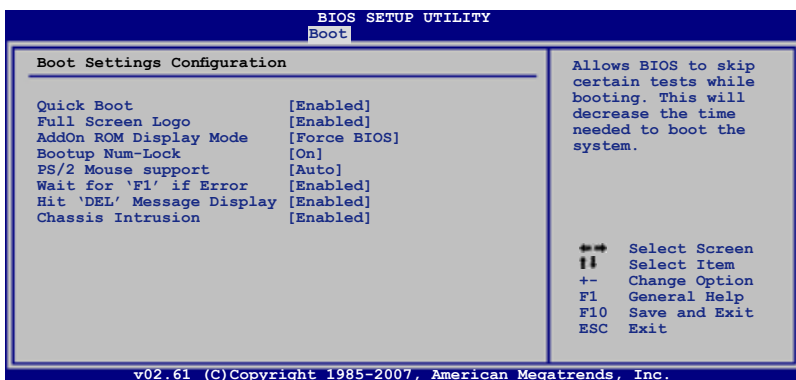 BIOS SETUP UTILITY
Boot
Boot Settings Configuration
Quick Boot [Enabled]
Full Screen Logo [Enabled]
AddOn ROM Display Mode [Force BIOS]
Bootup Num-Lock [On]
PS/2 Mouse support [Auto]
Wait for ‘F1’ if Error [Enabled]
Hit ‘DEL’ Message Display [Enabled]
Chassis Intrusion [Enabled]
Allows BIOS to skip
certain tests while
booting. This will
decrease the time
needed to boot the
system.
←→ Select Screen
↑↓ Select Item
+- Change Option
F1 General Help
F10 Save and Exit
ESC Exit
v02.61 (C)Copyright 1985-2007, American Megatrends, Inc.